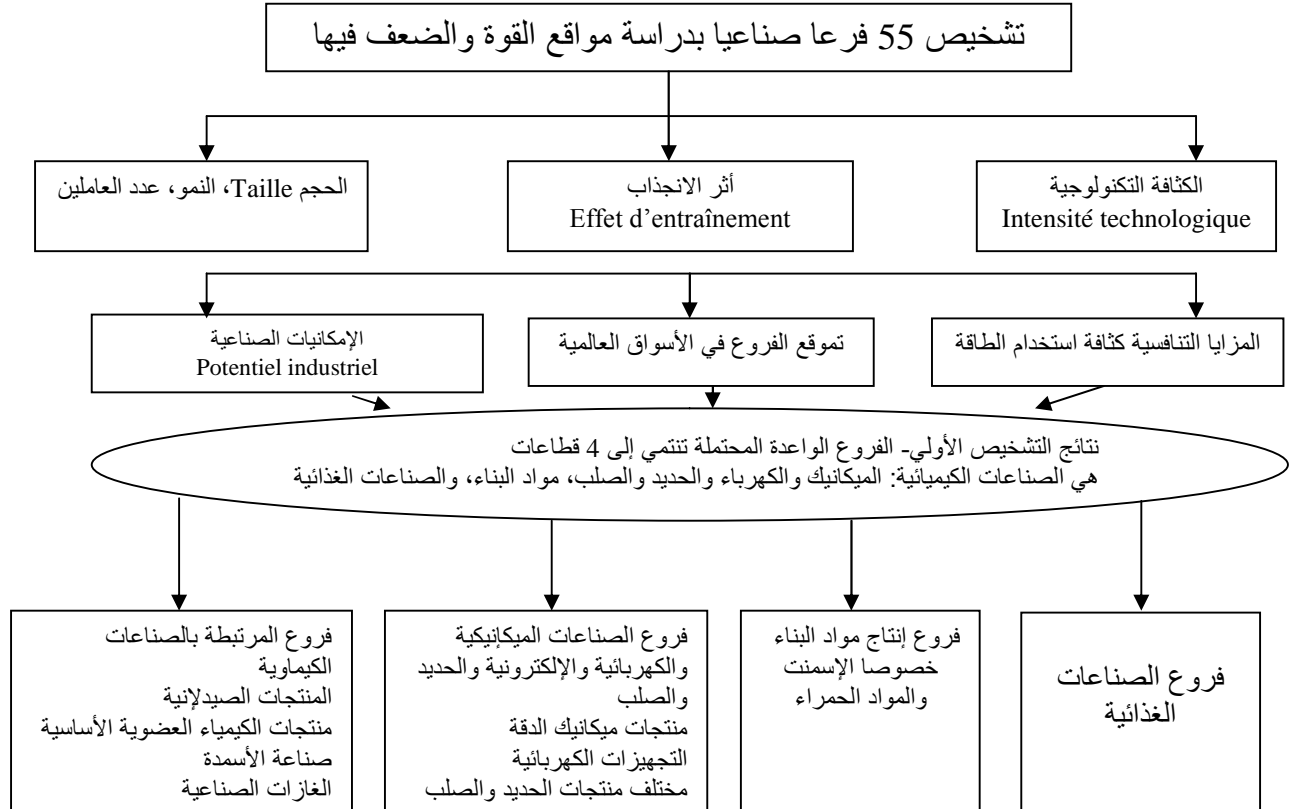 تشخيص 55 فرعا صناعيا بدراسة مواقع القوة والضعف فيها
الكثافة التكنولوجية
Intensité technologique
أثر الانجذاب
Effet d’entraînement
الحجم Taille، النمو، عدد العاملين
المزايا التنافسية كثافة استخدام الطاقة
تموقع الفروع في الأسواق العالمية
الإمكانيات الصناعية
Potentiel industriel
نتائج التشخيص الأولي- الفروع الواعدة المحتملة تنتمي إلى 4 قطاعات
هي الصناعات الكيميائية: الميكانيك والكهرباء والحديد والصلب، مواد البناء، والصناعات الغذائية
فروع الصناعات
الغذائية
فروع إنتاج مواد البناء
خصوصا الإسمنت
والمواد الحمراء
فروع الصناعات الميكانيكية
والكهربائية والإلكترونية والحديد
والصلب
منتجات ميكانيك الدقة
التجهيزات الكهربائية
مختلف منتجات الحديد والصلب
فروع المرتبطة بالصناعات
الكيماوية
المنتجات الصيدلانية
منتجات الكيمياء العضوية الأساسية
صناعة الأسمدة
الغازات الصناعية